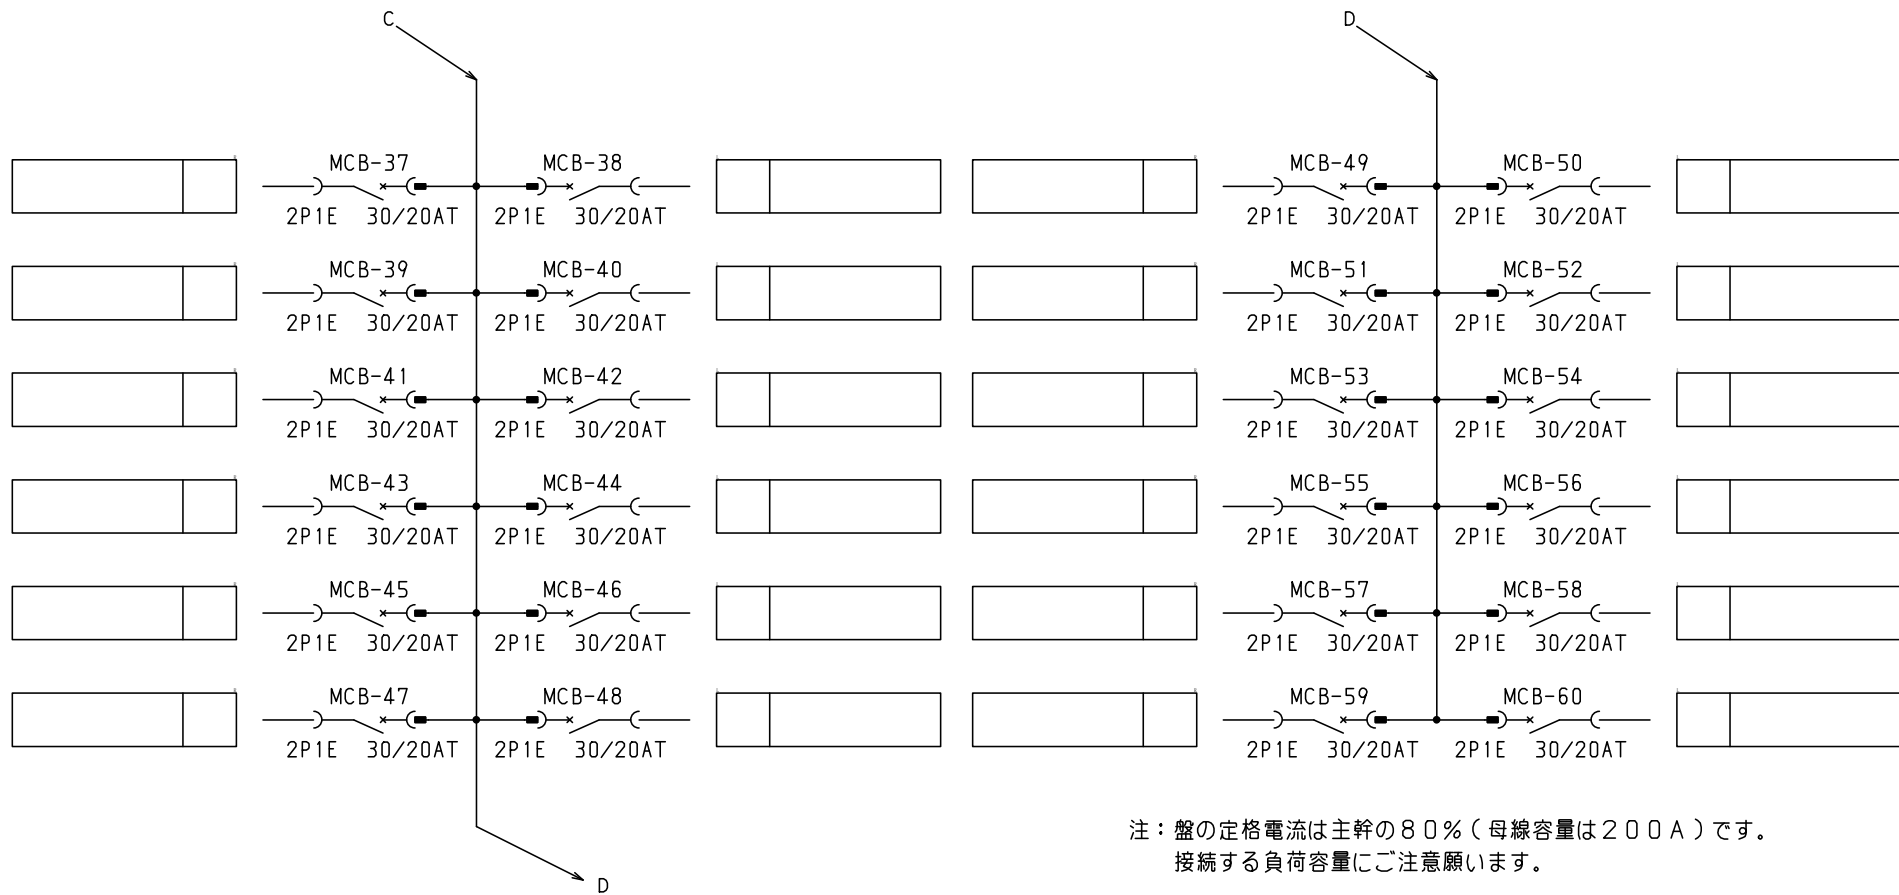 C
D
MCB-37 MCB-38 MCB-49 MCB-50
2P1E 30/20AT 2P1E 30/20AT 2P1E 30/20AT 2P1E 30/20AT
MCB-39 MCB-40 MCB-51 MCB-52
2P1E 30/20AT 2P1E 30/20AT 2P1E 30/20AT 2P1E 30/20AT
MCB-41 MCB-42 MCB-53 MCB-54
2P1E 30/20AT 2P1E 30/20AT 2P1E 30/20AT 2P1E 30/20AT
MCB-43 MCB-44 MCB-55 MCB-56
2P1E 30/20AT 2P1E 30/20AT 2P1E 30/20AT 2P1E 30/20AT
MCB-45 MCB-46 MCB-57 MCB-58
2P1E 30/20AT 2P1E 30/20AT 2P1E 30/20AT 2P1E 30/20AT
MCB-47 MCB-48 MCB-59 MCB-60
2P1E 30/20AT 2P1E 30/20AT 2P1E 30/20AT 2P1E 30/20AT
注：盤の定格電流は主幹の８０％（母線容量は２００Ａ）です。
接続する負荷容量にご注意願います。
D